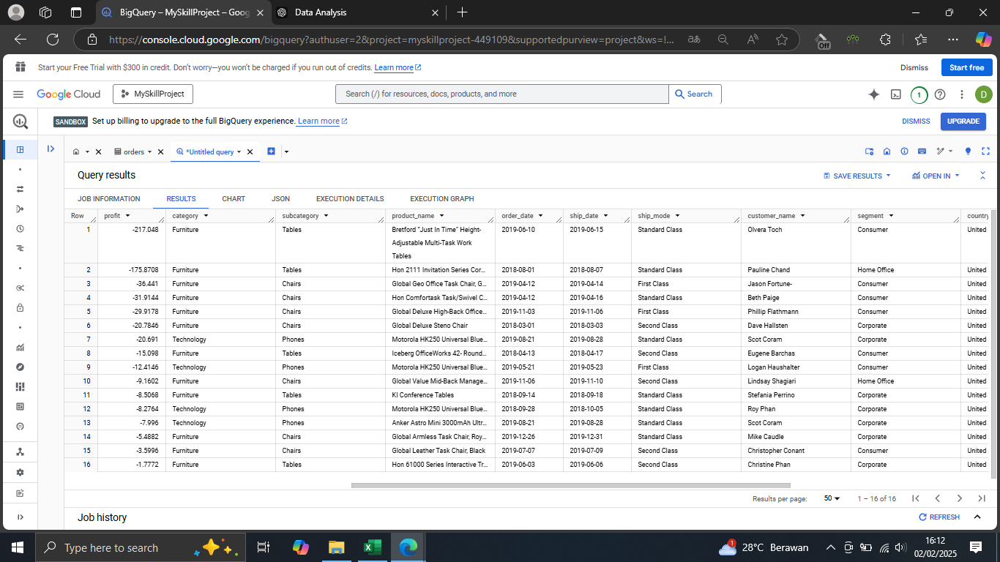 BigQuery – MySkillProject – Goog
Data Analysis
https://console.cloud.google.com/bigquery?authuser=2&project=myskillproject-449109&supportedpurview=project&ws=!...
Off
Start your Free Trial with $300 in credit. Don't worry—you won't be charged if you run out of credits. Learn more
Dismiss
Start free
Google Cloud
MySkillProject
Search (/) for resources, docs, products, and more
Search
1
D
SANDBOX Set up billing to upgrade to the full BigQuery experience. Learn more
DISMISS
UPGRADE
orders
*Untitled query
Query results
SAVE RESULTS
OPEN IN
JOB INFORMATION RESULTS CHART JSON EXECUTION DETAILS EXECUTION GRAPH
Row profit category subcategory product_name order_date ship_date ship_mode customer_name segment country
1 -217.048 Furniture Tables Bretford "Just In Time" Height- 2019-06-10 2019-06-15 Standard Class Olvera Toch Consumer United
Adjustable Multi-Task Work
Tables
2 -175.8708 Furniture Tables Hon 2111 Invitation Series Cor... 2018-08-01 2018-08-07 Standard Class Pauline Chand Home Office United
3 -36.441 Furniture Chairs Global Geo Office Task Chair, G... 2019-04-12 2019-04-14 First Class Jason Fortune- Consumer United
4 -31.9144 Furniture Chairs Hon Comfortask Task/Swivel C... 2019-04-12 2019-04-16 Standard Class Beth Paige Consumer United
5 -29.9178 Furniture Chairs Global Deluxe High-Back Office... 2019-11-03 2019-11-06 First Class Phillip Flathmann Consumer United
6 -20.7846 Furniture Chairs Global Deluxe Steno Chair 2018-03-01 2018-03-03 Second Class Dave Hallsten Corporate United
7 -20.691 Technology Phones Motorola HK250 Universal Blue... 2019-08-21 2019-08-28 Standard Class Scot Coram Corporate United
8 -15.098 Furniture Tables Iceberg OfficeWorks 42- Round... 2018-04-13 2018-04-17 Second Class Eugene Barchas Consumer United
9 -12.4146 Technology Phones Motorola HK250 Universal Blue... 2019-05-21 2019-05-23 First Class Logan Haushalter Consumer United
10 -9.1602 Furniture Chairs Global Value Mid-Back Manage... 2019-11-06 2019-11-10 Second Class Lindsay Shagiari Home Office United
11 -8.5068 Furniture Tables KI Conference Tables 2018-09-14 2018-09-18 Standard Class Stefania Perrino Corporate United
12 -8.2764 Technology Phones Motorola HK250 Universal Blue... 2018-09-28 2018-10-05 Standard Class Roy Phan Corporate United
13 -7.996 Technology Phones Anker Astro Mini 3000mAh Ultr... 2019-08-21 2019-08-28 Standard Class Scot Coram Corporate United
14 -5.4882 Furniture Chairs Global Armless Task Chair, Roy... 2019-12-26 2019-12-31 Standard Class Mike Caudle Corporate United
15 -3.5996 Furniture Chairs Global Leather Task Chair, Black 2019-07-07 2019-07-09 Second Class Christopher Conant Consumer United
16 -1.7772 Furniture Tables Hon 61000 Series Interactive Tr... 2019-06-03 2019-06-06 Second Class Christine Phan Corporate United
Results per page: 50 1 – 16 of 16
Job history
REFRESH
Type here to search
1
28°C Berawan
16:12
02/02/2025